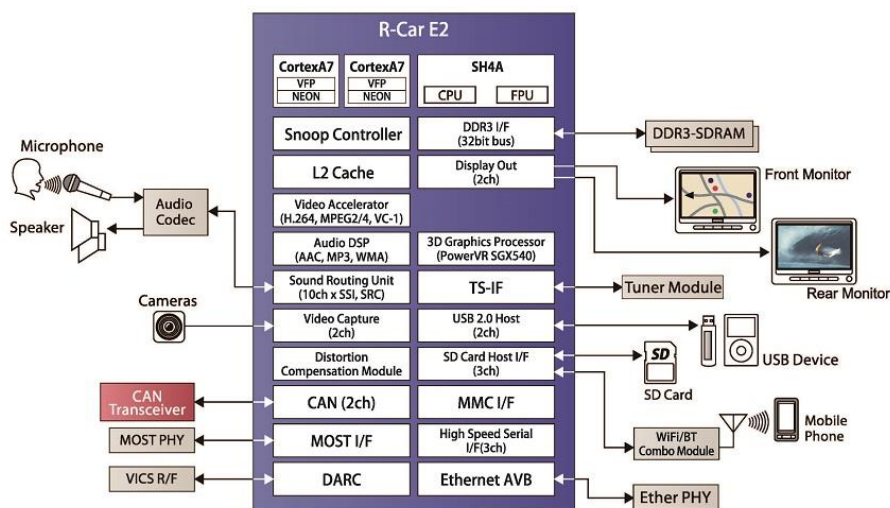 R-Car E2
CortexA7
VFP
NEON
CortexA7
VFP
NEON
SH4A
CPU
FPU
Snoop Controller
DDR3 I/F
(32bit bus)
L2 Cache
Display Out
(2ch)
Video Accelerator
(H.264, MPEG2/4, VC-1)
Audio DSP
(AAC, MP3, WMA)
3D Graphics Processor
(PowerVR SGX540)
Sound Routing Unit
(10ch x SSI, SRC)
TS-IF
Video Capture
(2ch)
USB 2.0 Host
(2ch)
Distortion
Compensation Module
SD Card Host I/F
(3ch)
CAN (2ch)
MMC I/F
MOST I/F
High Speed Serial
I/F(3ch)
DARC
Ethernet AVB
Microphone
Speaker
Audio
Codec
Cameras
CAN
Transceiver
MOST PHY
VICS R/F
DDR3-SDRAM
Front Monitor
Rear Monitor
Tuner Module
USB Device
SD
SD Card
WiFi/BT
Combo Module
Mobile
Phone
Ether PHY